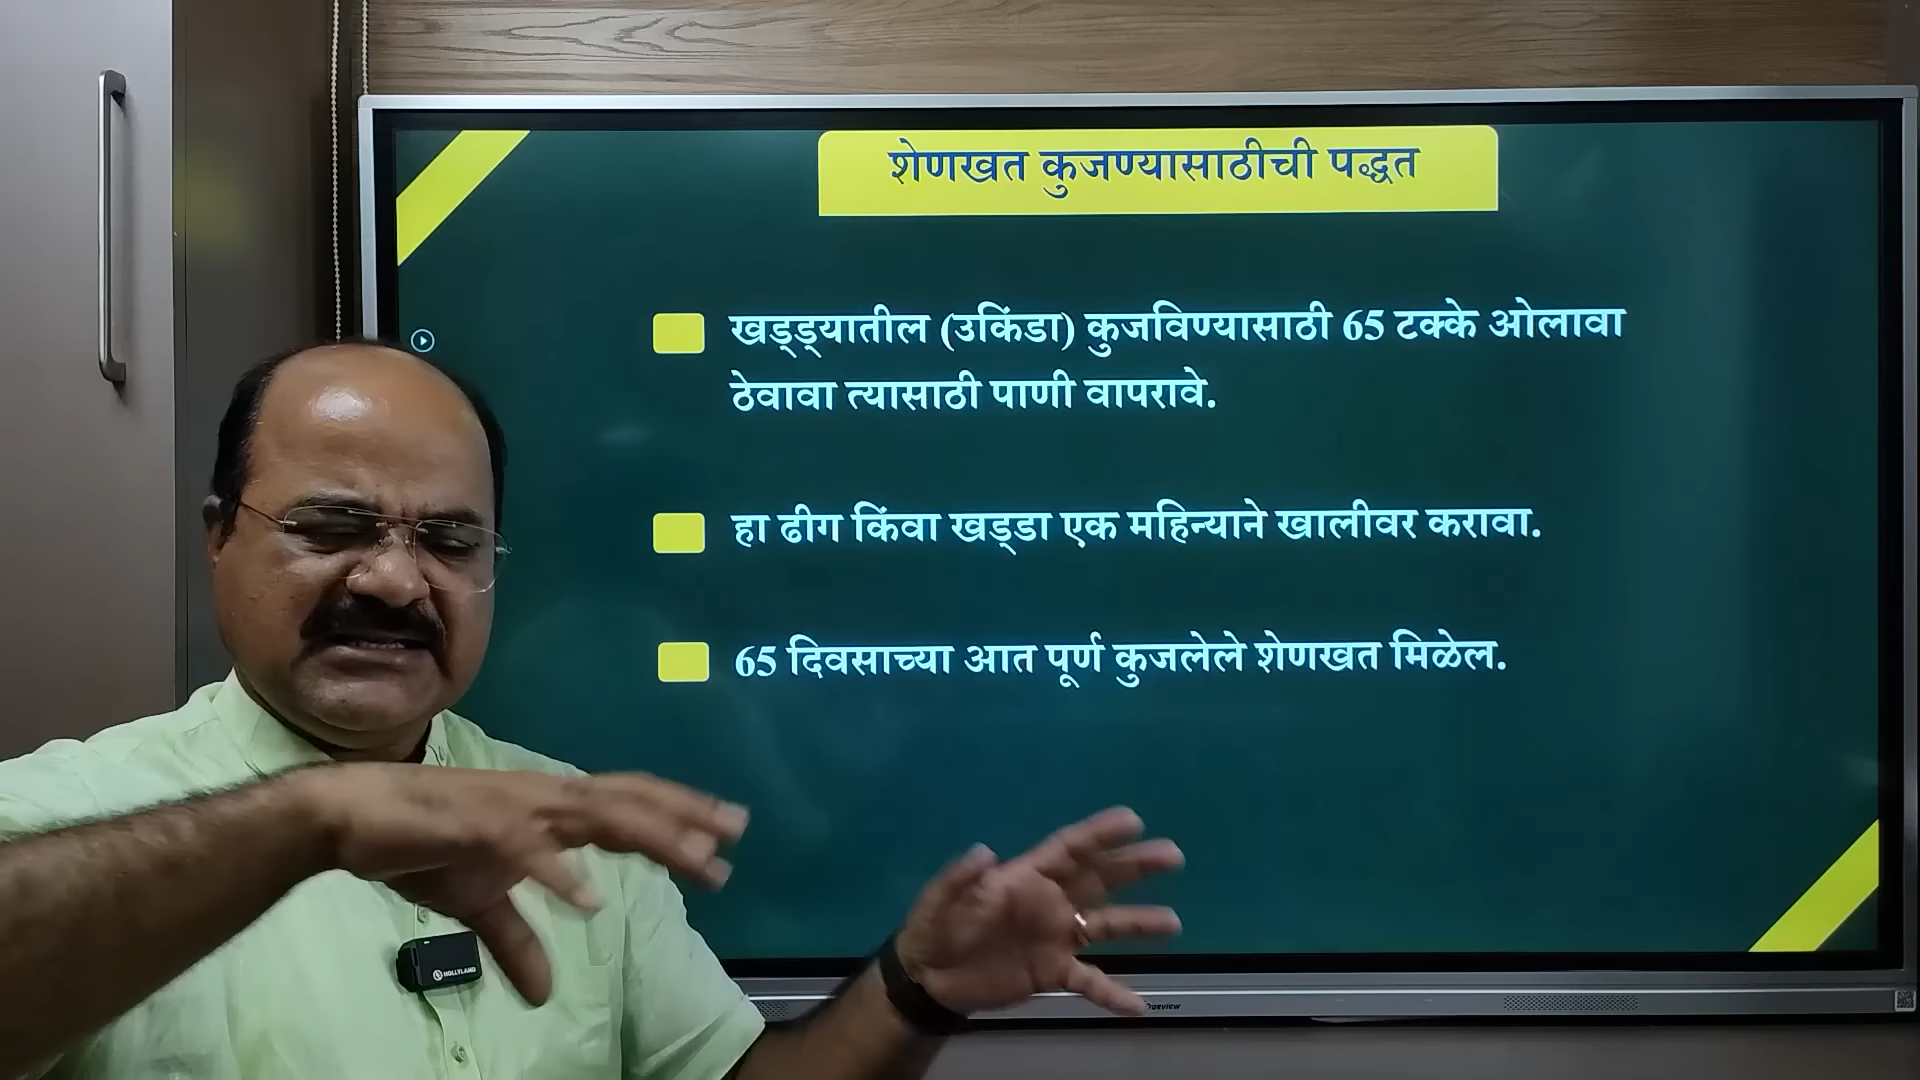 शेणखत कुजण्यासाठीची पद्धत
खड्ड्यातील (उकिंडा) कुजविण्यासाठी 65 टक्के ओलावा
ठेवावा त्यासाठी पाणी वापरावे.
हा ढीग किंवा खड्डा एक महिन्याने खालीवर करावा.
65 दिवसाच्या आत पूर्ण कुजलेले शेणखत मिळेल.
HOLLYLAND